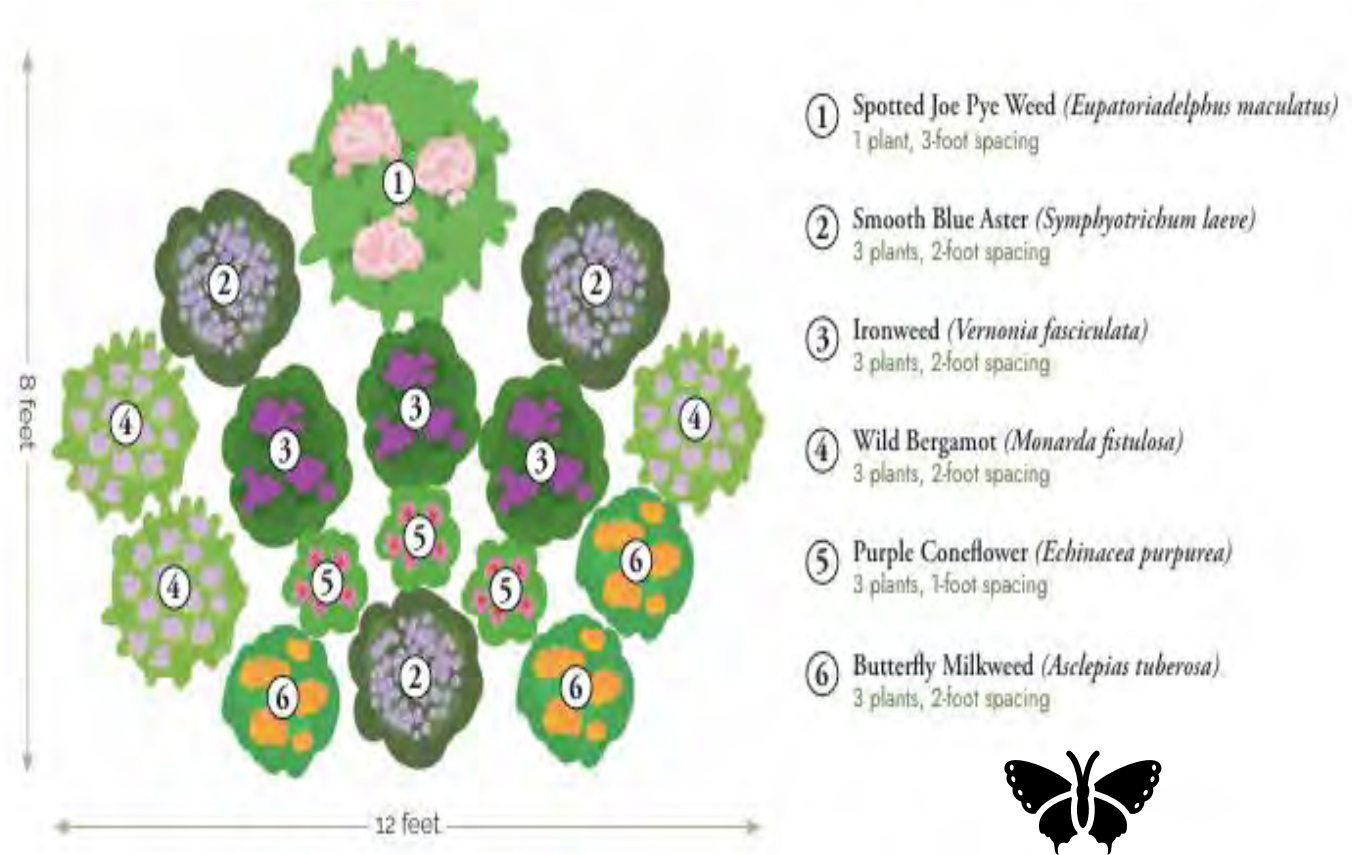 1
2
2
3
4
4
3
3
5
4
5
5
6
6
2
6
8 feet
12 feet
1 Spotted Joe Pye Weed (Eupatoriadelphus maculatus)
1 plant, 3-foot spacing
2 Smooth Blue Aster (Symphyotrichum laeve)
3 plants, 2-foot spacing
3 Ironweed (Vernonia fasciculata)
3 plants, 2-foot spacing
4 Wild Bergamot (Monarda fistulosa)
3 plants, 2-foot spacing
5 Purple Coneflower (Echinacea purpurea)
3 plants, 1-foot spacing
6 Butterfly Milkweed (Asclepias tuberosa)
3 plants, 2-foot spacing